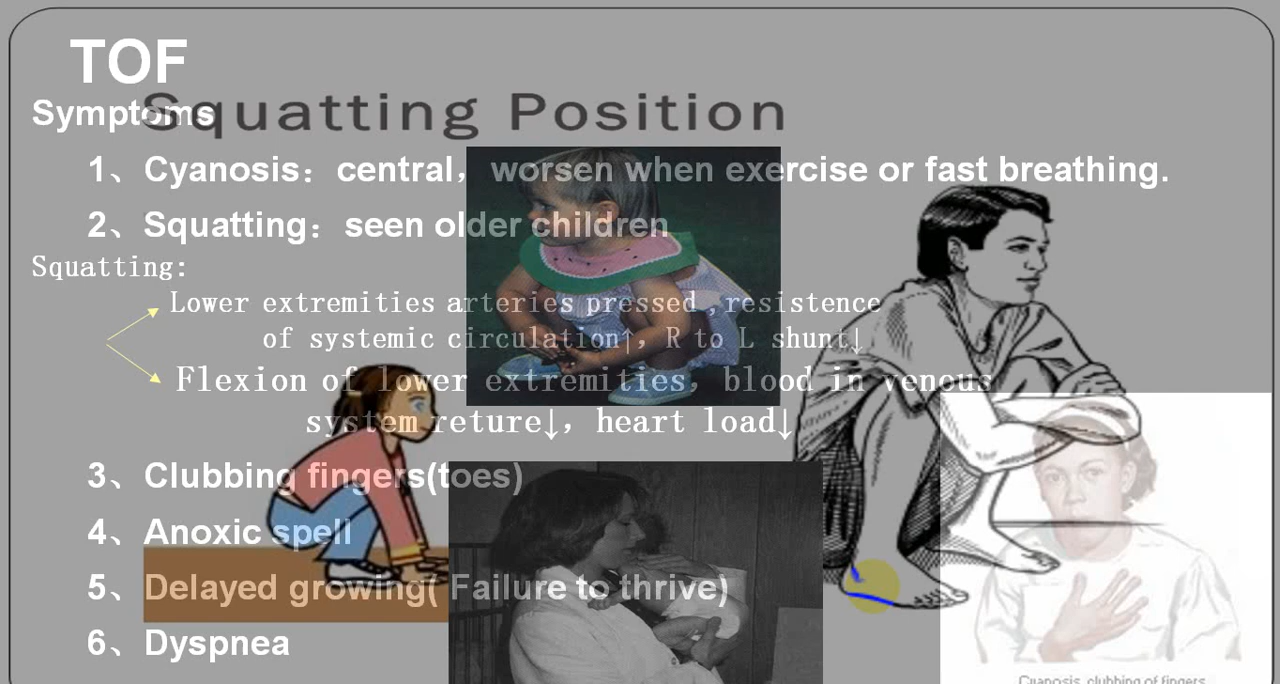 TOF
Symptoms
Squatting Position
1、Cyanosis：central，worsen when exercise or fast breathing.
2、Squatting：seen older children
Squatting:
Lower extremities arteries pressed ,resistence
of systemic circulation↑, R to L shunt↓
Flexion of lower extremities, blood in venous
system reture↓, heart load↓
3、Clubbing fingers(toes)
4、Anoxic spell
5、Delayed growing( Failure to thrive)
6、Dyspnea
Cyanosis, clubbing of fingers